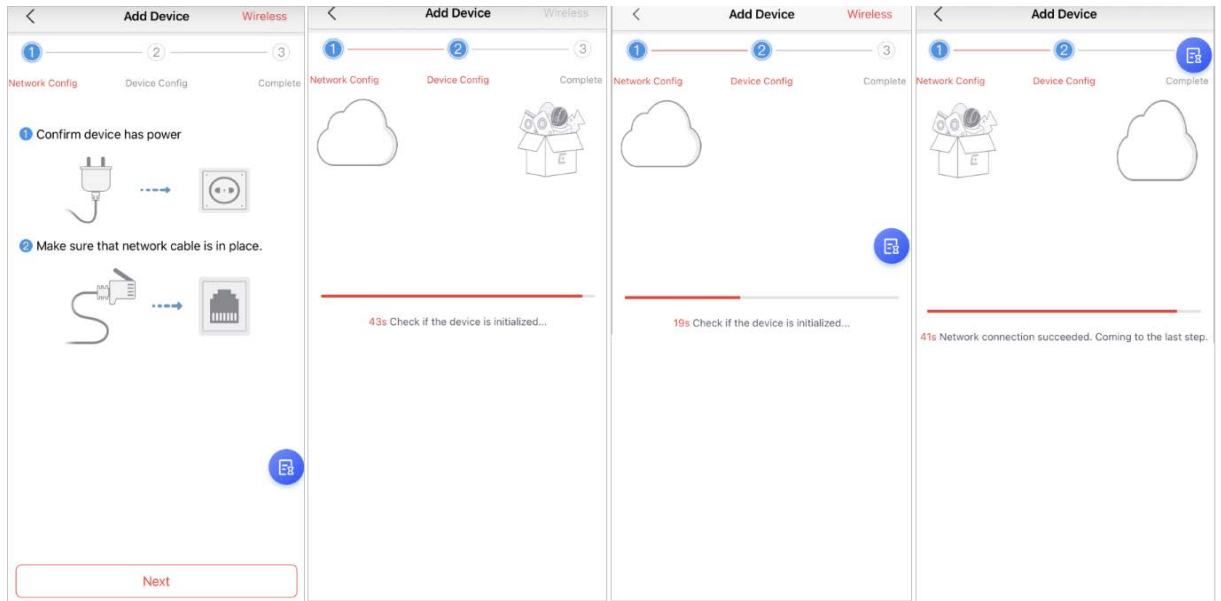 Add Device
Wireless
1
2
3
Network Config
Device Config
Complete
1 Confirm device has power
2 Make sure that network cable is in place.
Next
Add Device
Wireless
1
2
3
Network Config
Device Config
Complete
E
43s Check if the device is initialized...
Add Device
Wireless
1
2
3
Network Config
Device Config
Complete
19s Check if the device is initialized...
Add Device
1
2
Network Config
Device Config
Complete
E
41s Network connection succeeded. Coming to the last step.